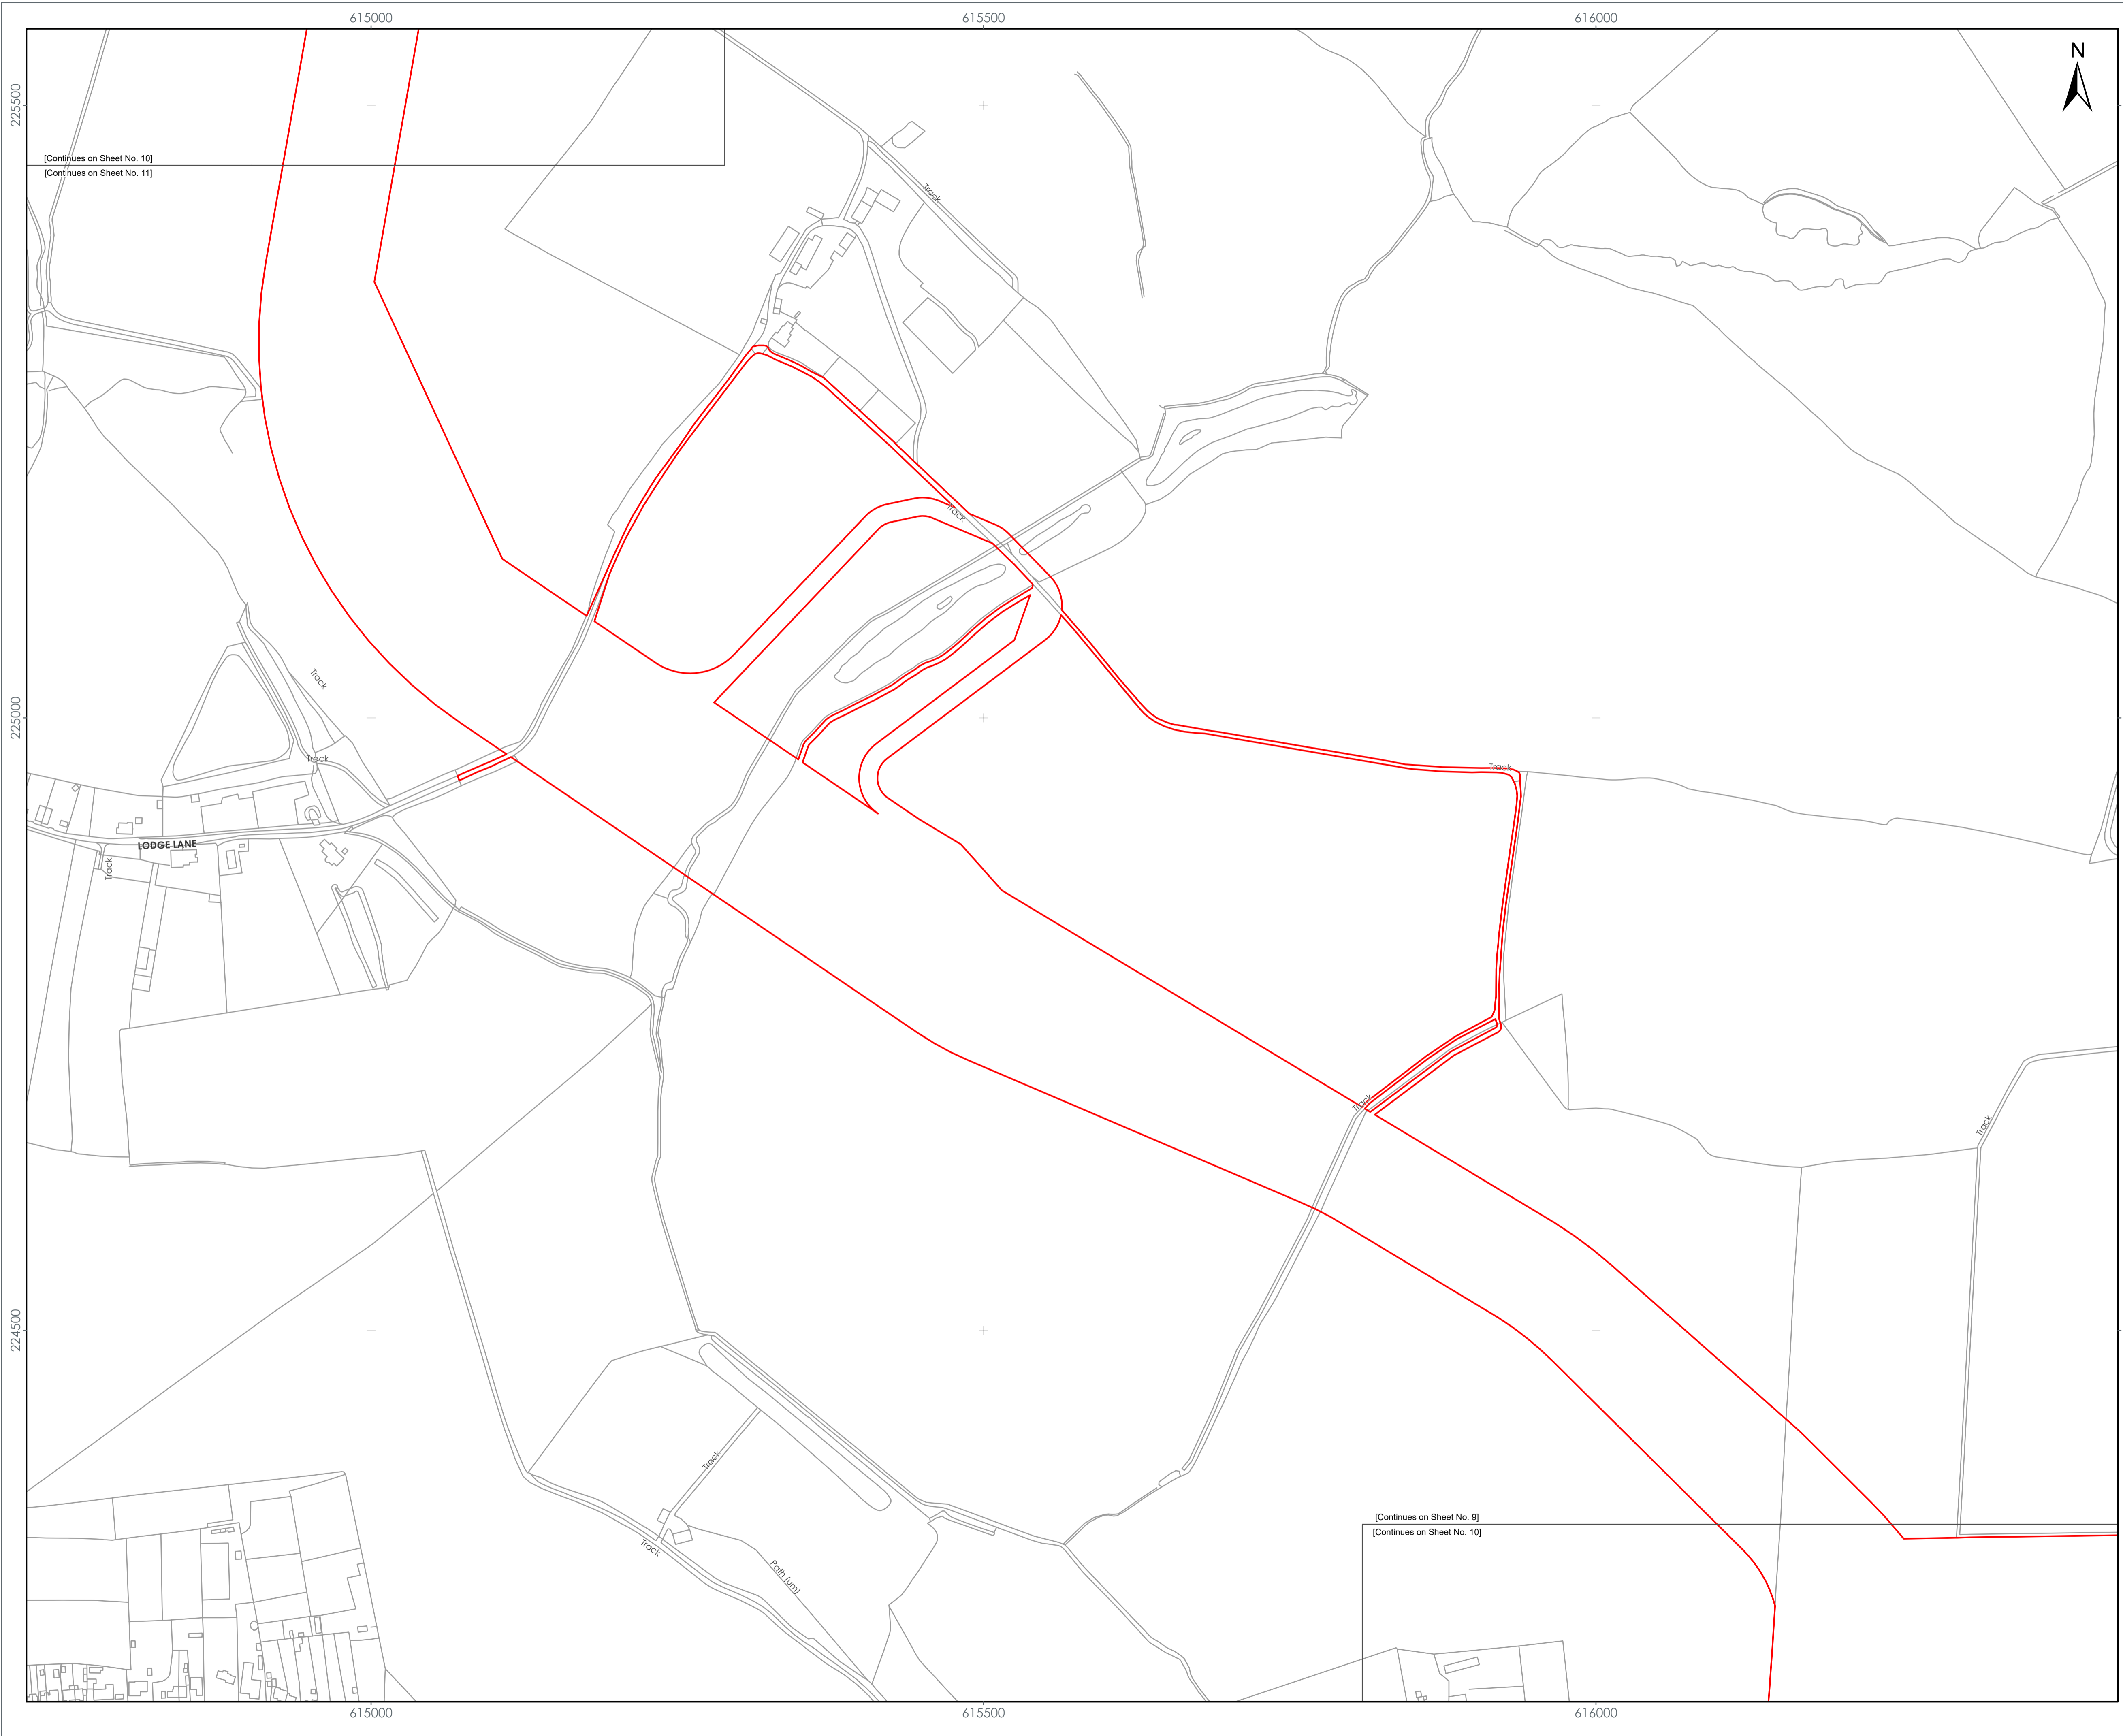 615000
615500
616000
N
225500
[Continues on Sheet No. 10]
[Continues on Sheet No. 11]
Track
Track
Track
225000
Track
Track
LODGE LANE
Track
Track
Track
224500
Track
Track
Path (um)
[Continues on Sheet No. 9]
[Continues on Sheet No. 10]
615000
615500
616000